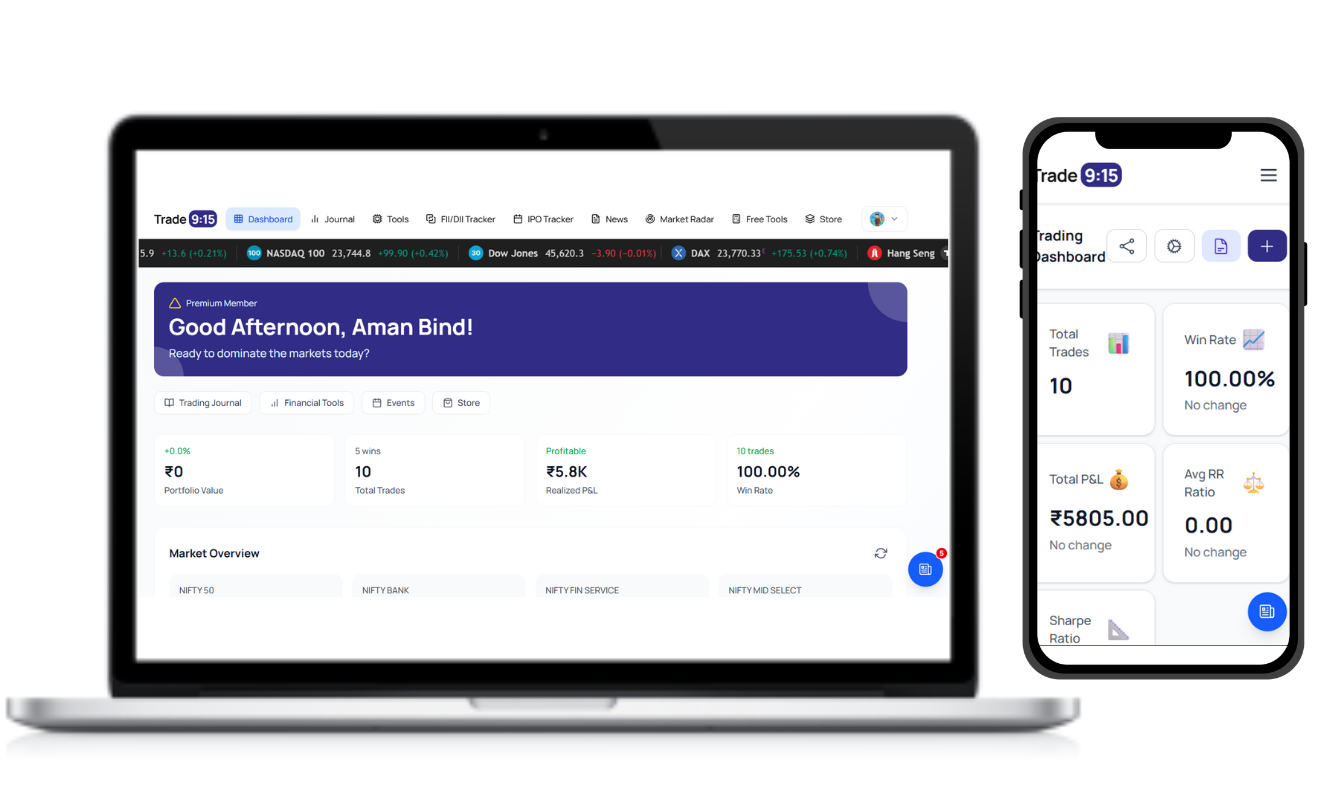 Trade 9:15
Dashboard
Journal
Tools
FII/DII Tracker
IPO Tracker
News
Market Radar
Free Tools
Store
5.9 +13.6 (+0.21%)
100 NASDAQ 100 23,744.8 +99.90 (+0.42%)
30 Dow Jones 45,620.3 -3.90 (-0.01%)
X DAX 23,770.33 +175.53 (+0.74%)
Hang Seng
Premium Member
Good Afternoon, Aman Bind!
Ready to dominate the markets today?
Trading Journal
Financial Tools
Events
Store
+0.0%
₹0
Portfolio Value
5 wins
10
Total Trades
Profitable
₹5.8K
Realized P&L
10 trades
100.00%
Win Rate
Market Overview
5
NIFTY 50
NIFTY BANK
NIFTY FIN SERVICE
NIFTY MID SELECT
Trade 9:15
Trading
Dashboard
Total
Trades
10
Win Rate
100.00%
No change
Total P&L
₹5805.00
No change
Avg RR
Ratio
0.00
No change
Sharpe
Ratio